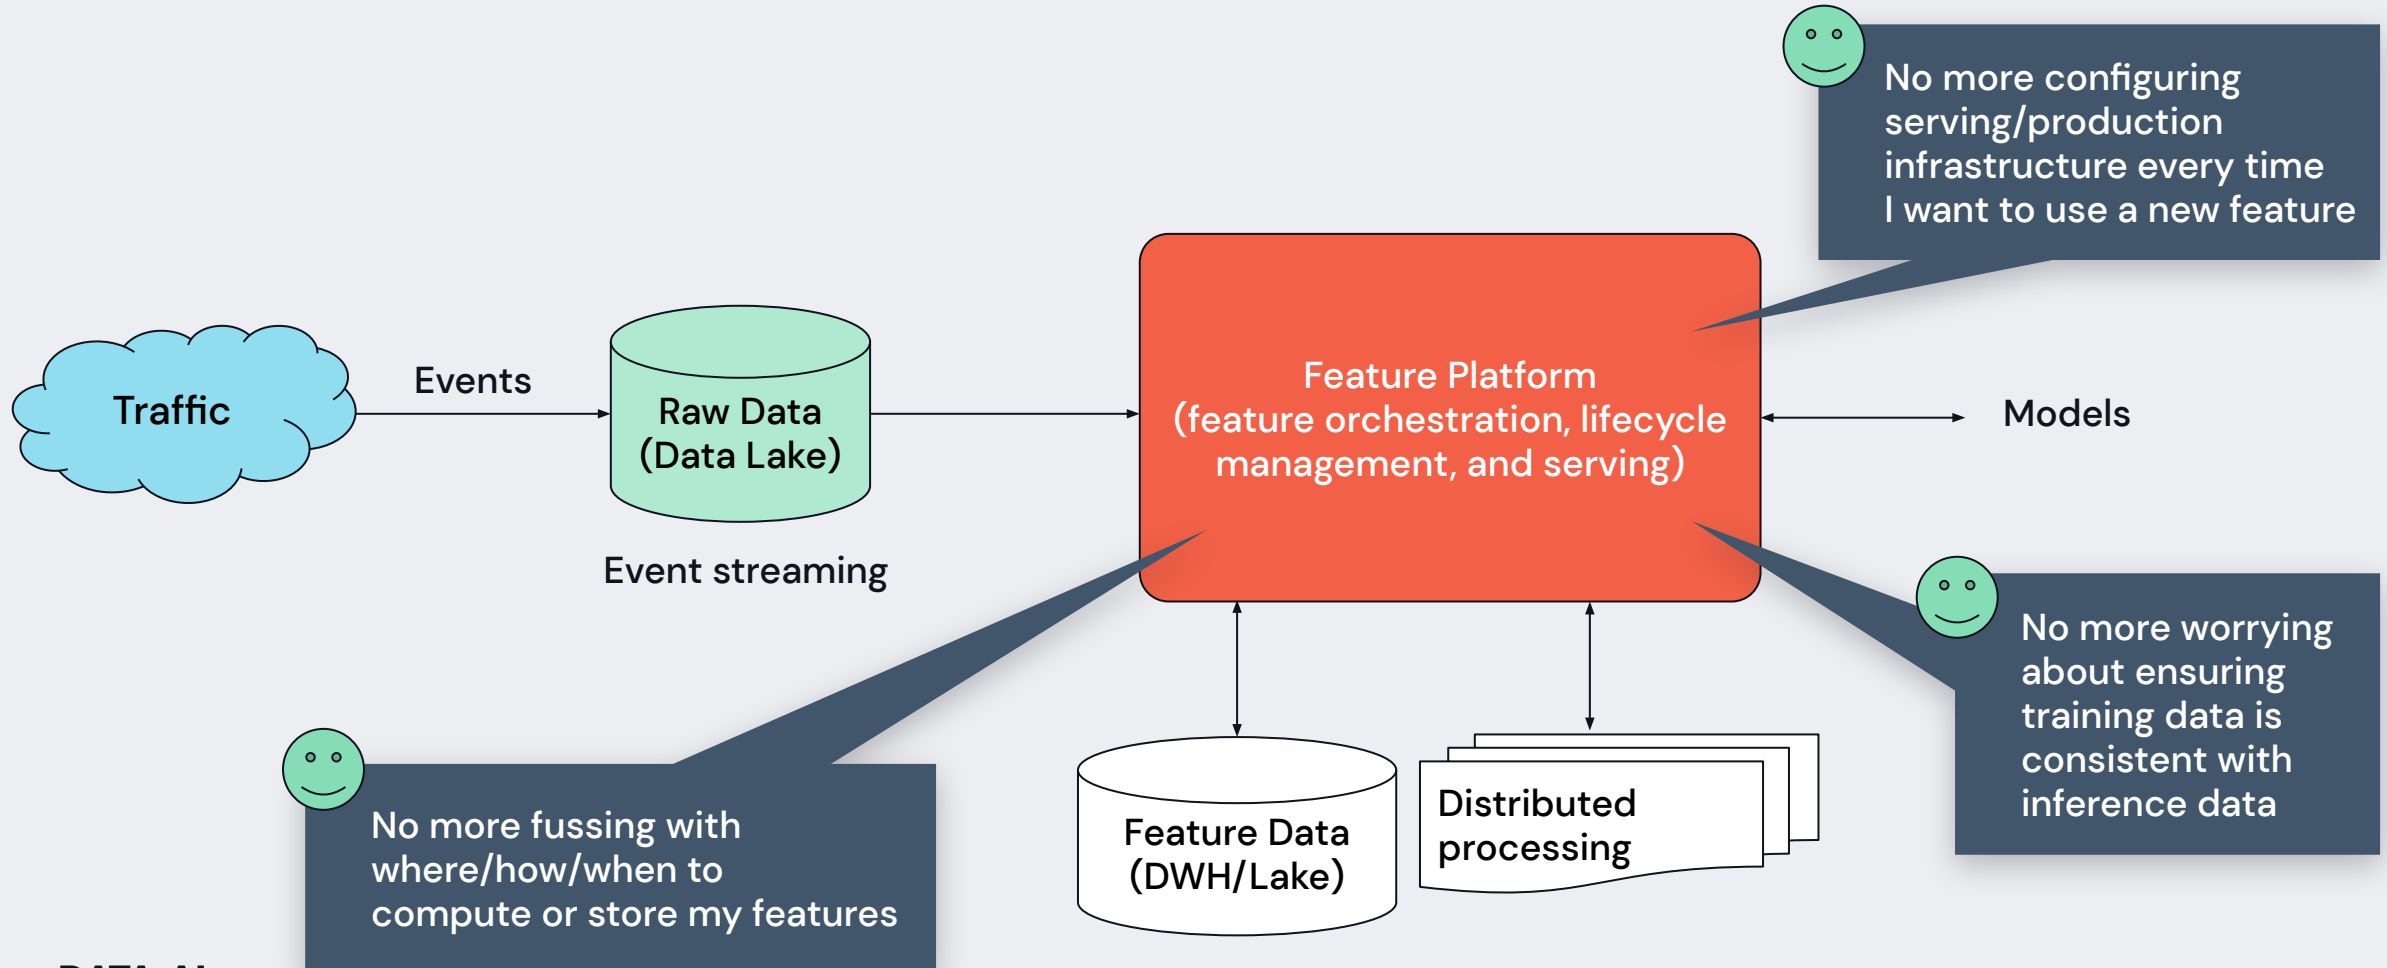 No more configuring
serving/production
infrastructure every time
I want to use a new feature
Traffic
Events
Raw Data
(Data Lake)
Event streaming
Feature Platform
(feature orchestration, lifecycle
management, and serving)
Models
No more worrying
about ensuring
training data is
consistent with
inference data
No more fussing with
where/how/when to
compute or store my features
Feature Data
(DWH/Lake)
Distributed
processing